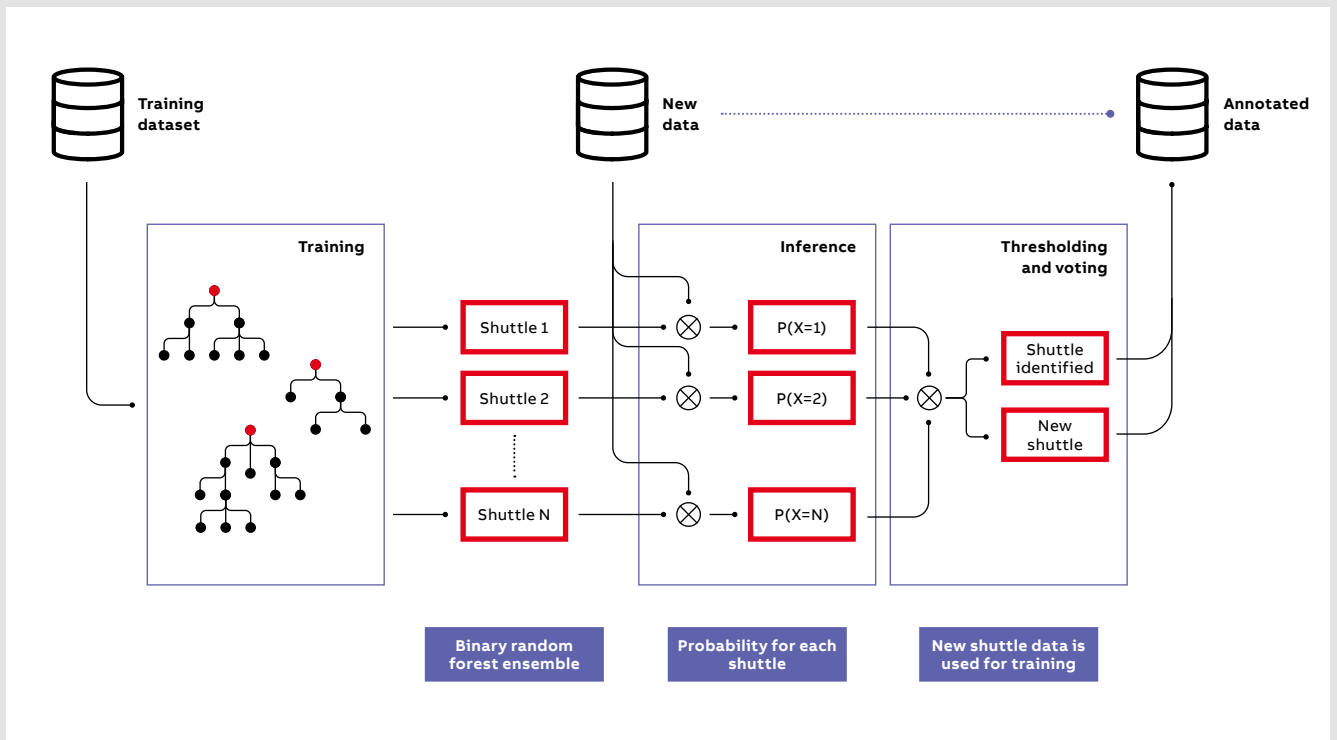 Training
dataset
New
data
Annotated
data
Training
Inference
Thresholding
and voting
Shuttle 1
P(X=1)
Shuttle
identified
Shuttle 2
P(X=2)
New
shuttle
Shuttle N
P(X=N)
Binary random
forest ensemble
Probability for each
shuttle
New shuttle data is
used for training